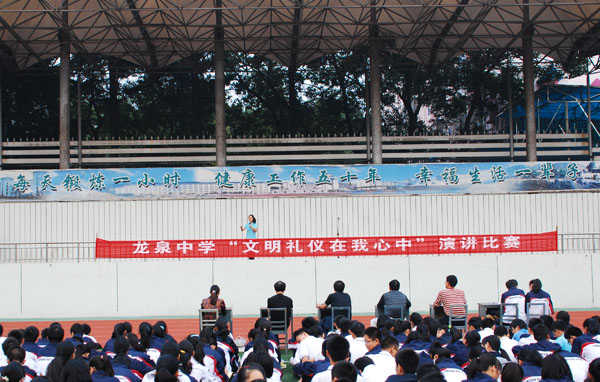 每天锻炼一小时 健康工作五十年 幸福生活一辈子
龙泉中学“文明礼仪在我心中”演讲比赛